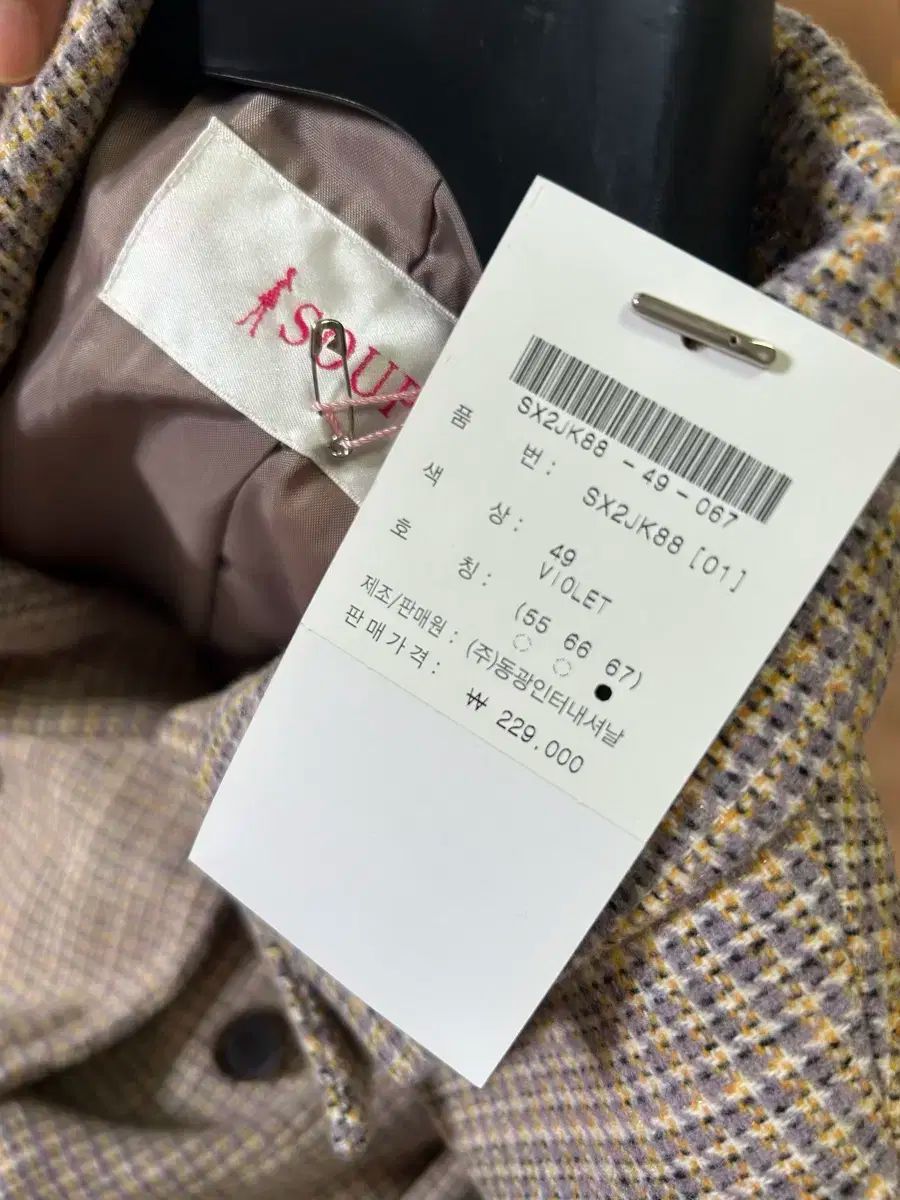 SOUP
SX2JK88 - 49 - 067
품 번 : SX2JK88 [01]
색 상 : 49
VIOLET
호 칭 : (55 66 67)
제조/판매원 : (주)동광인터내셔날
판매가격 : ₩ 229.000